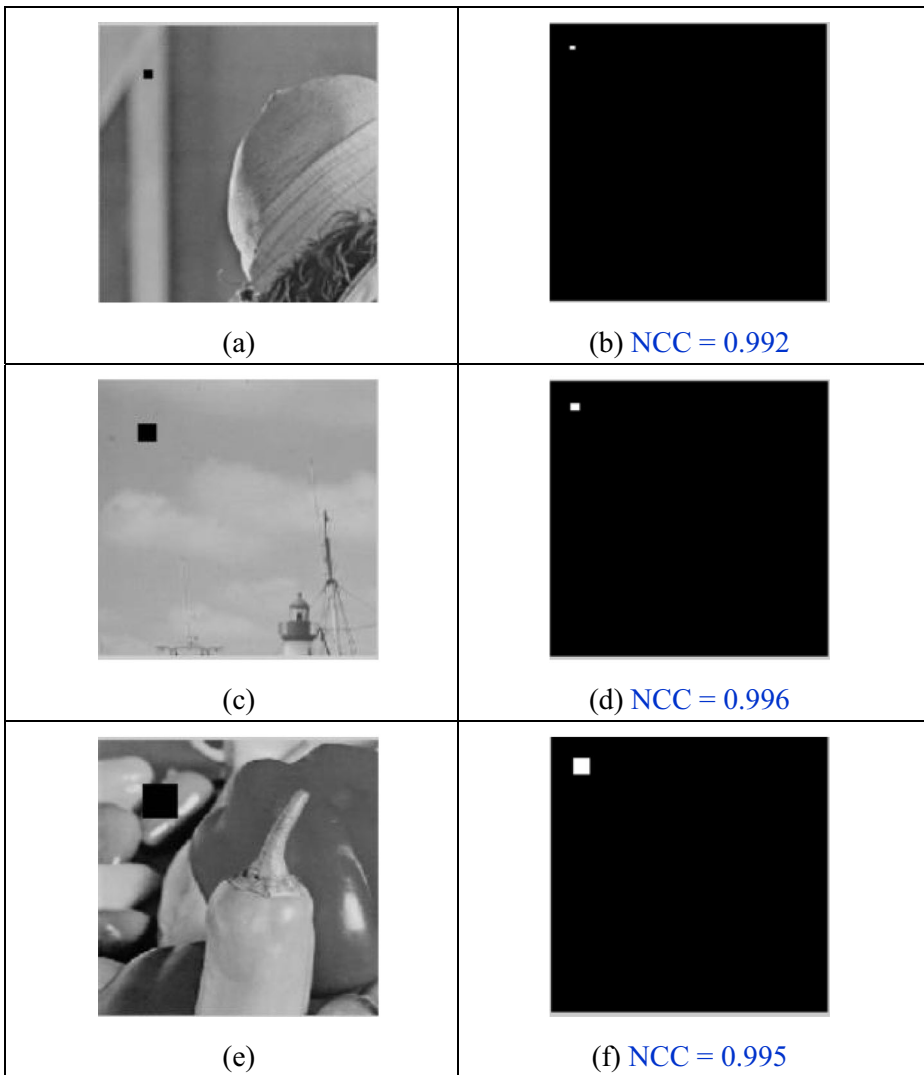 (a)
(b) NCC = 0.992
(c)
(d) NCC = 0.996
(e)
(f) NCC = 0.995